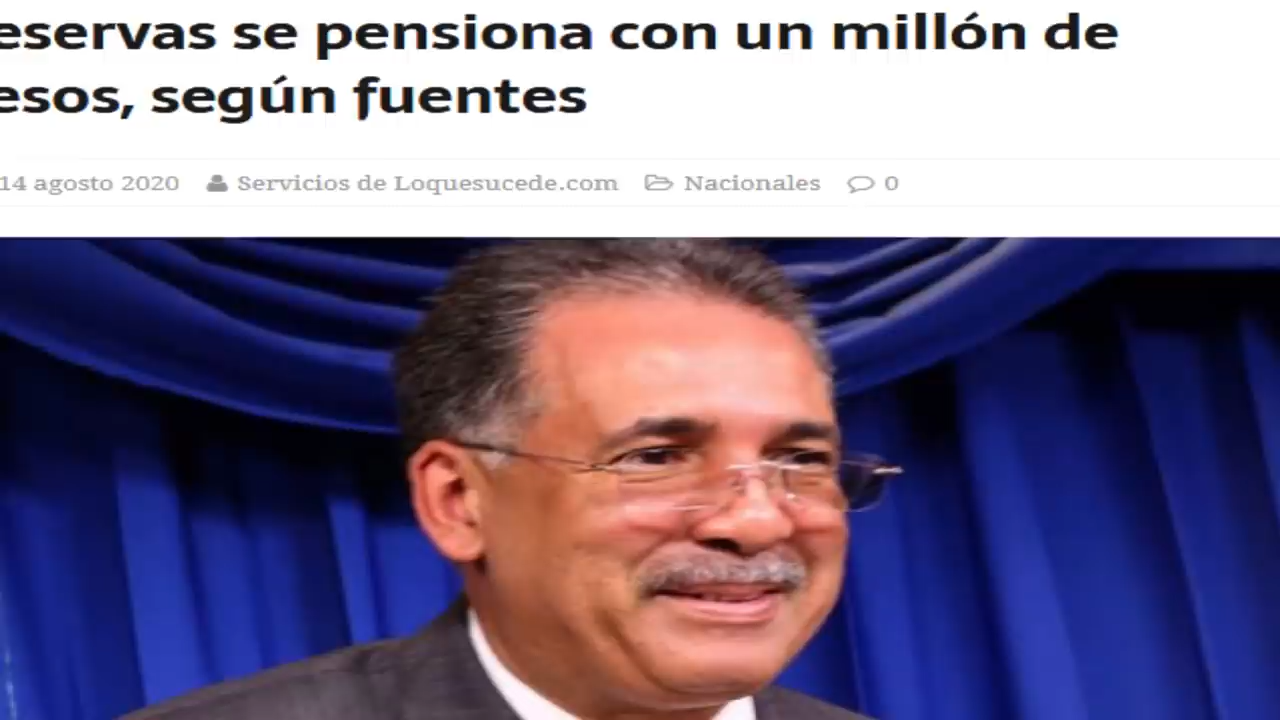 eservas se pensiona con un millón de
esos, según fuentes
14 agosto 2020 Servicios de Loquesucede.com Nacionales 0